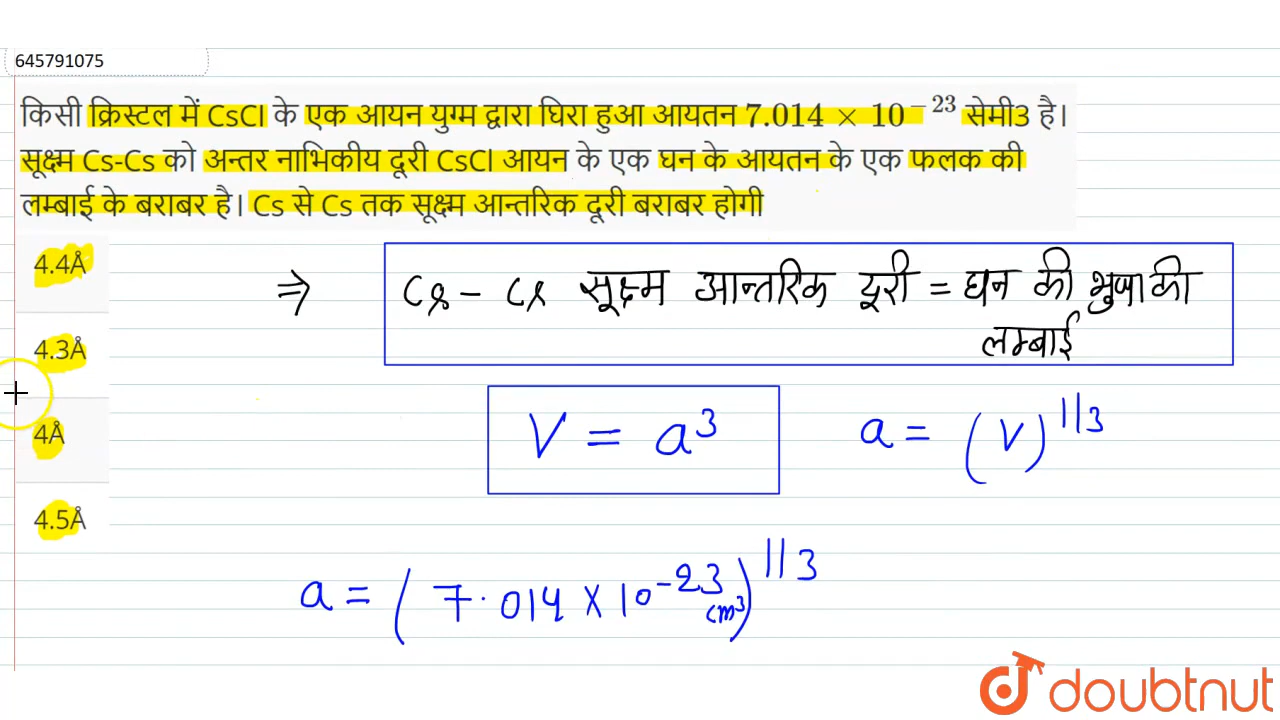 645791075
किसी क्रिस्टल में CsCl के एक आयन युग्म द्वारा घिरा हुआ आयतन 7.014 × 10⁻²³ सेमी3 है।
सूक्ष्म Cs-Cs को अन्तर नाभिकीय दूरी CsCl आयन के एक घन के आयतन के एक फलक की
लम्बाई के बराबर है। Cs से Cs तक सूक्ष्म आन्तरिक दूरी बराबर होगी
4.4Å
⇒ Cs - Cs सूक्ष्म आन्तरिक दूरी = घन की भुजा की
लम्बाई
4.3Å
4Å
V = a³ a = (V)^1/3
4.5Å
a = (7.014 × 10⁻²³ cm³)^1/3
doubtnut